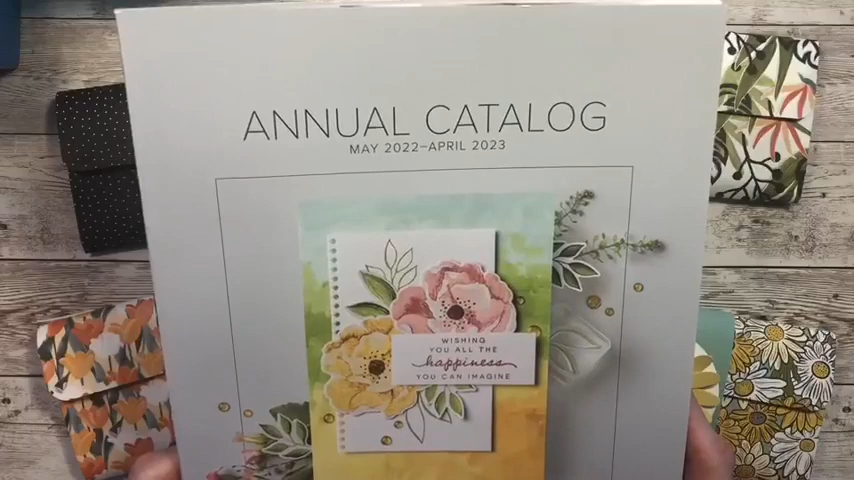 ANNUAL CATALOG
MAY 2022–APRIL 2023
WISHING
YOU ALL THE
happiness
YOU CAN IMAGINE